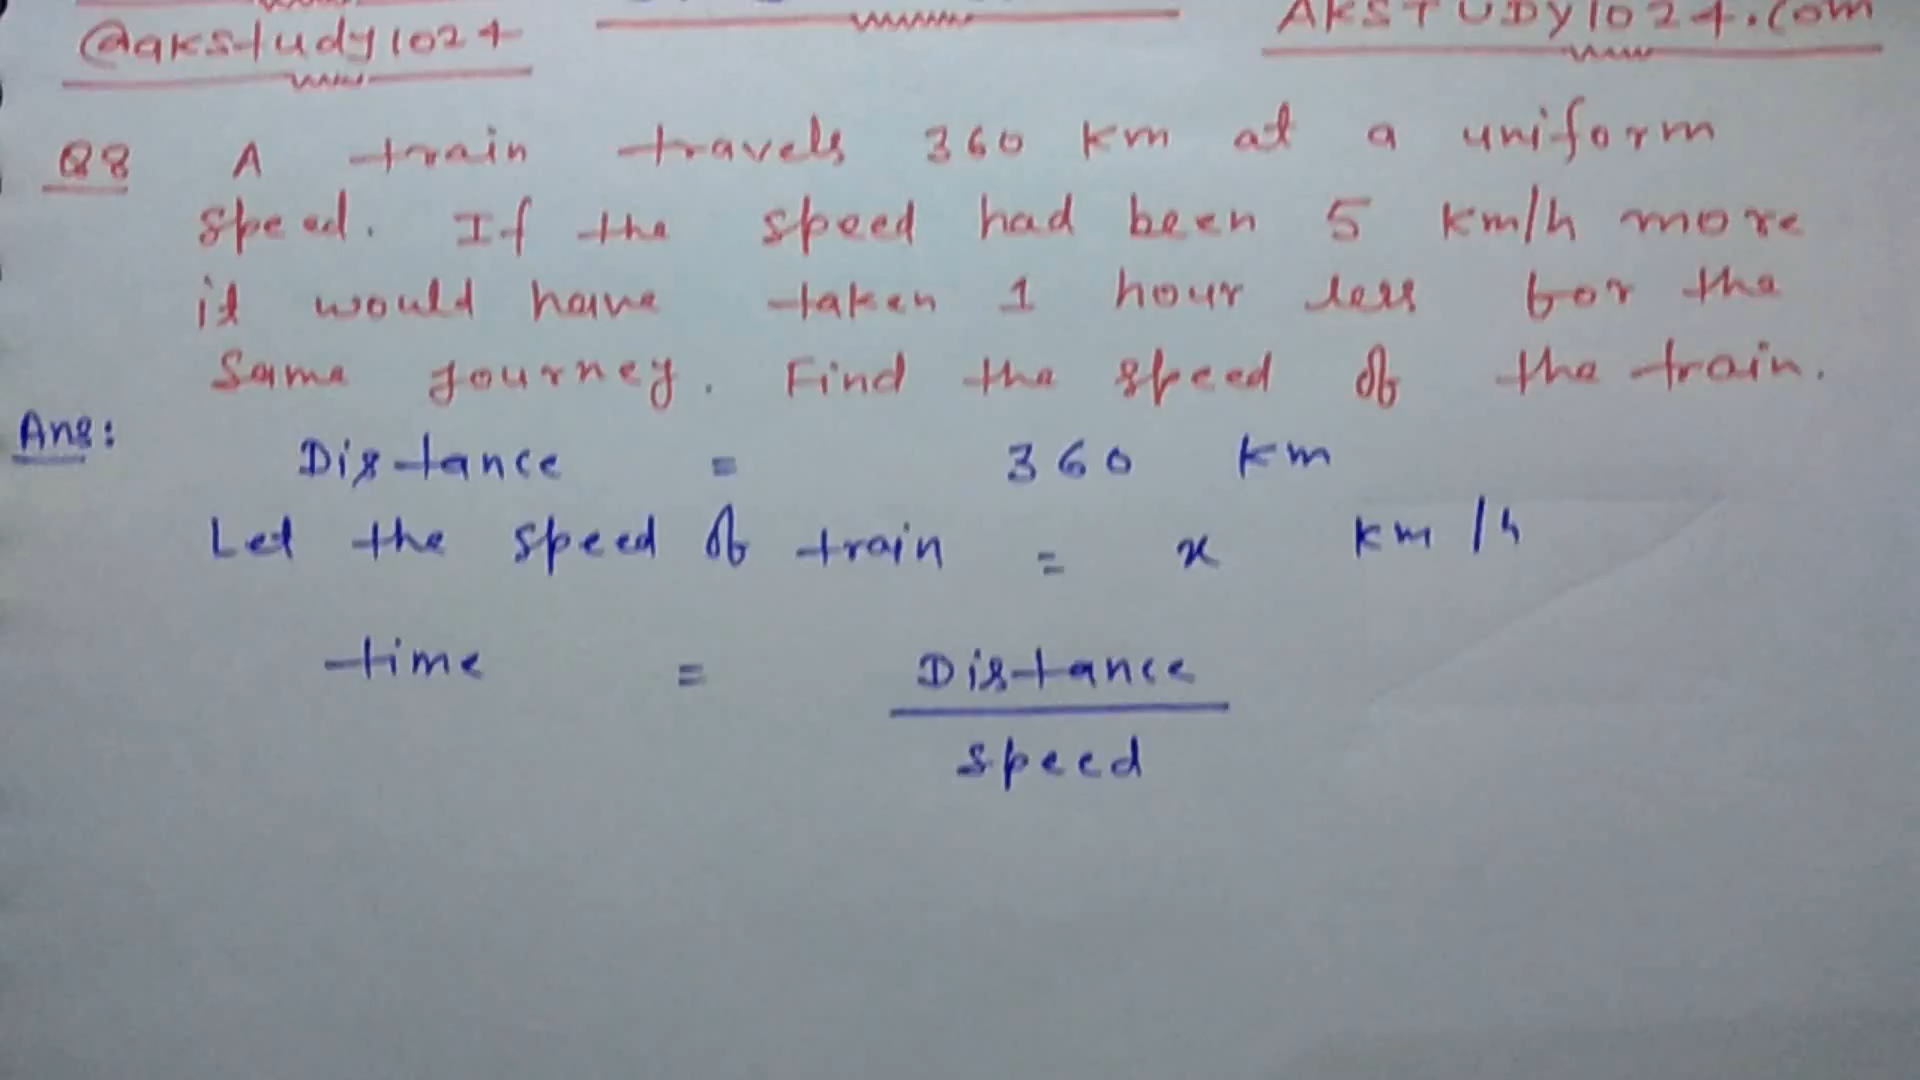 @akstudy1024
AKSTUDY1024.com
Q8 A train travels 360 km at a uniform
speed. If the speed had been 5 km/h more
it would have taken 1 hour less for the
same journey. Find the speed of the train.
Ans:
Distance = 360 km
Let the speed of train = x km/h
time = Distance
speed